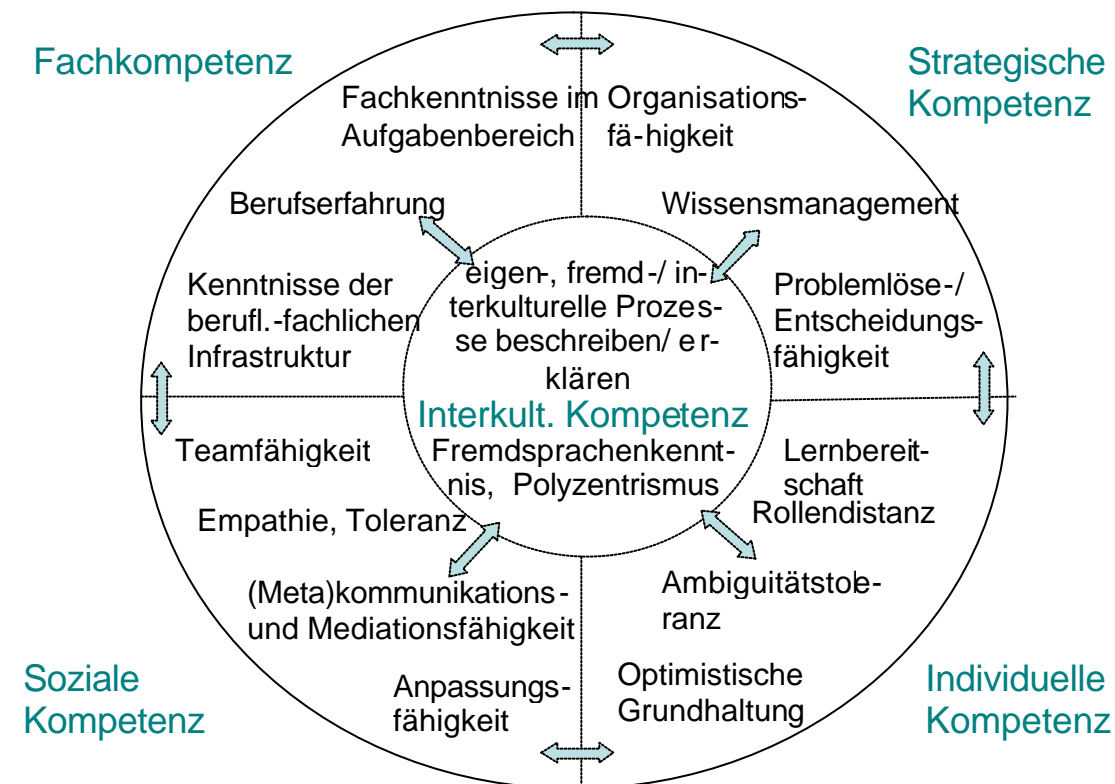 Fachkompetenz
Strategische
Kompetenz
Fachkenntnisse im
Aufgabenbereich
Organisations-
fä-higkeit
Berufserfahrung
Wissensmanagement
Kenntnisse der
berufl.-fachlichen
Infrastruktur
eigen-, fremd-/ in-
terkulturelle Prozes-
se beschreiben/ er-
klären
Problemlöse-/
Entscheidungs-
fähigkeit
Interkult. Kompetenz
Fremdsprachenkennt-
nis, Polyzentrismus
Teamfähigkeit
Empathie, Toleranz
(Meta)kommunikations-
und Mediationsfähigkeit
Anpassungs-
fähigkeit
Lernbereit-
schaft
Rollendistanz
Ambiguitätstole-
ranz
Optimistische
Grundhaltung
Soziale
Kompetenz
Individuelle
Kompetenz